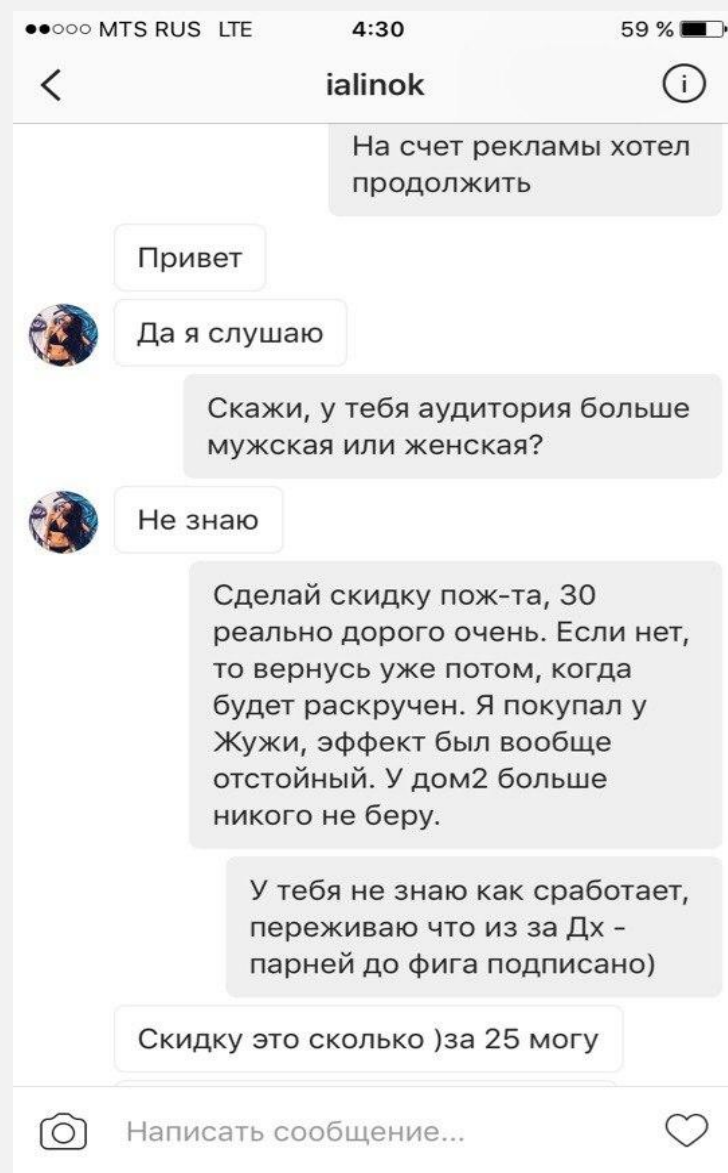 MTS RUS LTE 4:30 59 %
ialinok
На счет рекламы хотел
продолжить
Привет
Да я слушаю
Скажи, у тебя аудитория больше
мужская или женская?
Не знаю
Сделай скидку пож-та, 30
реально дорого очень. Если нет,
то вернусь уже потом, когда
будет раскручен. Я покупал у
Жужи, эффект был вообще
отстойный. У дом2 больше
никого не беру.
У тебя не знаю как сработает,
переживаю что из за Дх -
парней до фига подписано)
Скидку это сколько )за 25 могу
Написать сообщение...